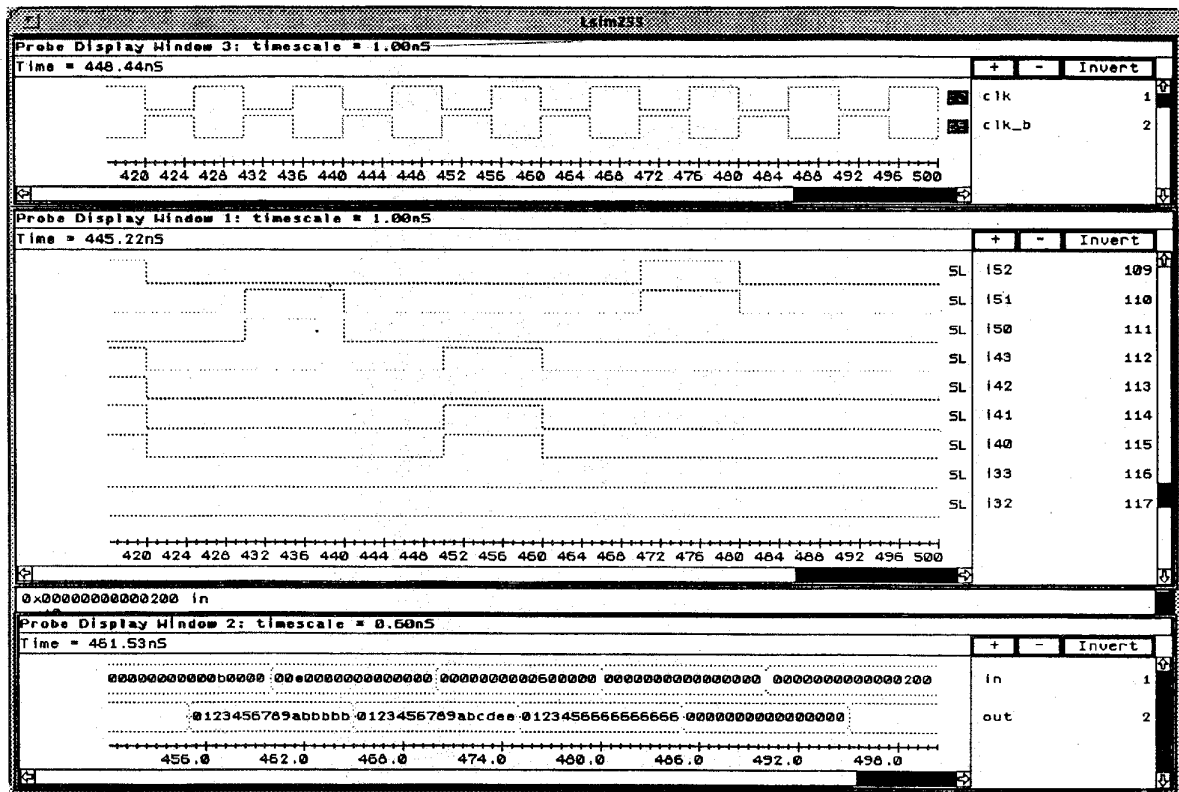 Lsim255
Probe Display Window 3: timescale = 1.00nS
Time = 448.44nS
+ - Invert
clk 1
clk_b 2
420 424 428 432 436 440 444 448 452 456 460 464 468 472 476 480 484 488 492 496 500
Probe Display Window 1: timescale = 1.00nS
Time = 445.22nS
+ - Invert
SL i52 109
SL i51 110
SL i50 111
SL i43 112
SL i42 113
SL i41 114
SL i40 115
SL i33 116
SL i32 117
420 424 428 432 436 440 444 448 452 456 460 464 468 472 476 480 484 488 492 496 500
0x00000000000200 in
Probe Display Window 2: timescale = 0.60nS
Time = 461.53nS
+ - Invert
00000000000b0000 00e0000000000000 0000000000600000 0000000000000000 0000000000000200 in 1
0123456789abbbbb 0123456789abcdee 0123456666666666 0000000000000000 out 2
456.0 462.0 468.0 474.0 480.0 486.0 492.0 498.0